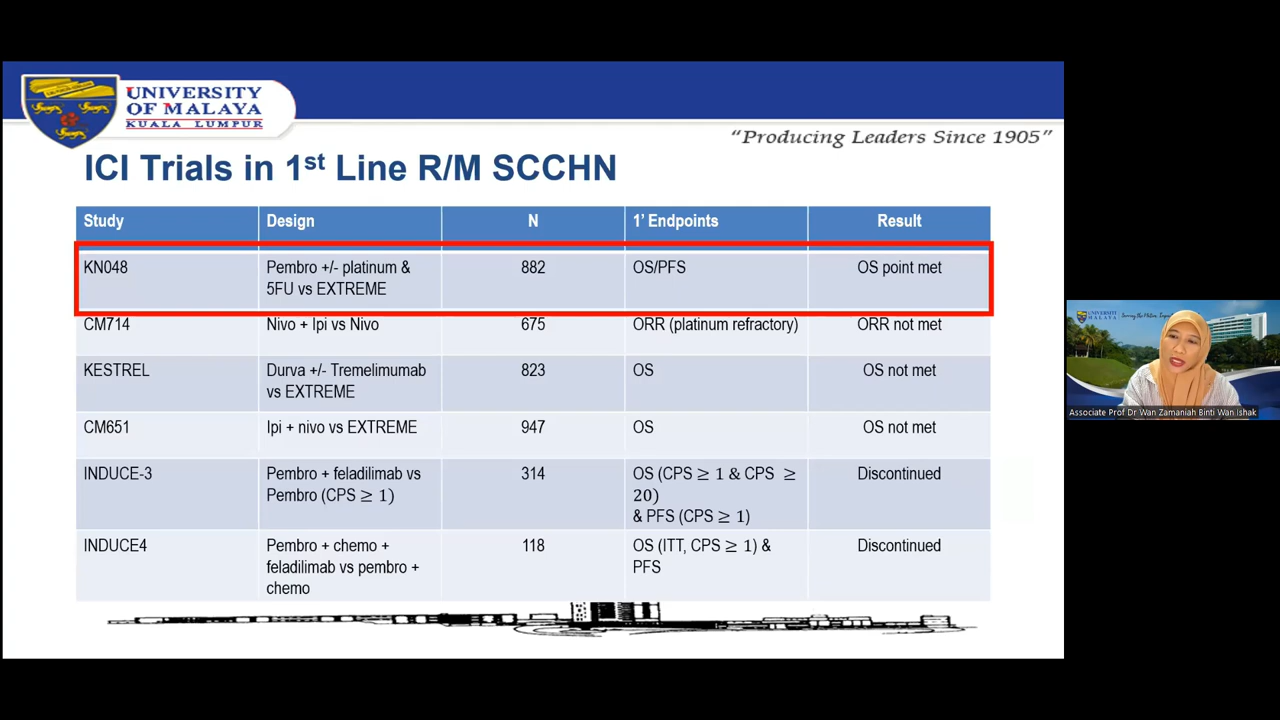 UNIVERSITY
OF MALAYA
KUALA LUMPUR
“Producing Leaders Since 1905”
ICI Trials in 1st Line R/M SCCHN
Study Design N 1’ Endpoints Result
KN048 Pembro +/- platinum & 882 OS/PFS OS point met
5FU vs EXTREME
CM714 Nivo + Ipi vs Nivo 675 ORR (platinum refractory) ORR not met
KESTREL Durva +/- Tremelimumab 823 OS OS not met
vs EXTREME
CM651 Ipi + nivo vs EXTREME 947 OS OS not met
INDUCE-3 Pembro + feladilimab vs 314 OS (CPS ≥ 1 & CPS ≥ Discontinued
Pembro (CPS ≥ 1) 20)
& PFS (CPS ≥ 1)
INDUCE4 Pembro + chemo + 118 OS (ITT, CPS ≥ 1) & Discontinued
feladilimab vs pembro + PFS
chemo
UNIVERSITY
OF MALAYA
Associate Prof Dr Wan Zamaniah Binti Wan Ishak